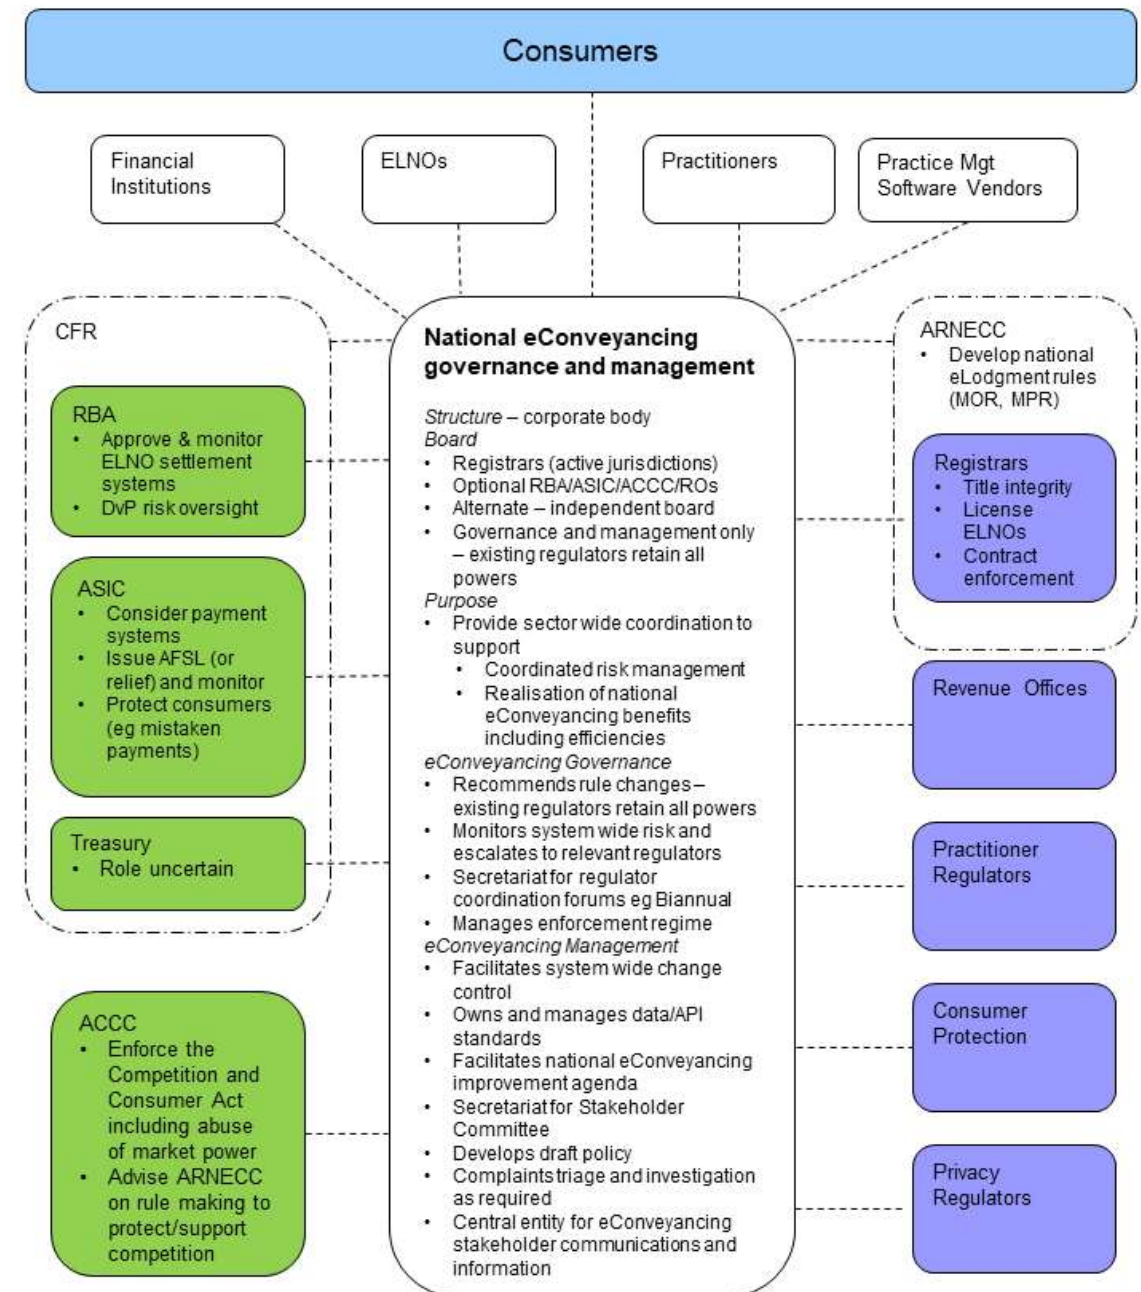 Consumers
Financial
Institutions
ELNOs
Practitioners
Practice Mgt
Software Vendors
CFR
RBA
• Approve & monitor
ELNO settlement
systems
• DvP risk oversight
ASIC
• Consider payment
systems
• Issue AFSL (or
relief) and monitor
• Protect consumers
(eg mistaken
payments)
Treasury
• Role uncertain
ACCC
• Enforce the
Competition and
Consumer Act
including abuse
of market power
• Advise ARNECC
on rule making to
protect/support
competition
National eConveyancing
governance and management
Structure – corporate body
Board
• Registrars (active jurisdictions)
• Optional RBA/ASIC/ACCC/ROs
• Alternate – independent board
• Governance and management only
– existing regulators retain all
powers
Purpose
• Provide sector wide coordination to
support
• Coordinated risk management
• Realisation of national
eConveyancing benefits
including efficiencies
eConveyancing Governance
• Recommends rule changes –
existing regulators retain all powers
• Monitors system wide risk and
escalates to relevant regulators
• Secretariat for regulator
coordination forums eg Biannual
• Manages enforcement regime
eConveyancing Management
• Facilitates system wide change
control
• Owns and manages data/API
standards
• Facilitates national eConveyancing
improvement agenda
• Secretariat for Stakeholder
Committee
• Develops draft policy
• Complaints triage and investigation
as required
• Central entity for eConveyancing
stakeholder communications and
information
ARNECC
• Develop national
eLodgment rules
(MOR, MPR)
Registrars
• Title integrity
• License
ELNOs
• Contract
enforcement
Revenue Offices
Practitioner
Regulators
Consumer
Protection
Privacy
Regulators